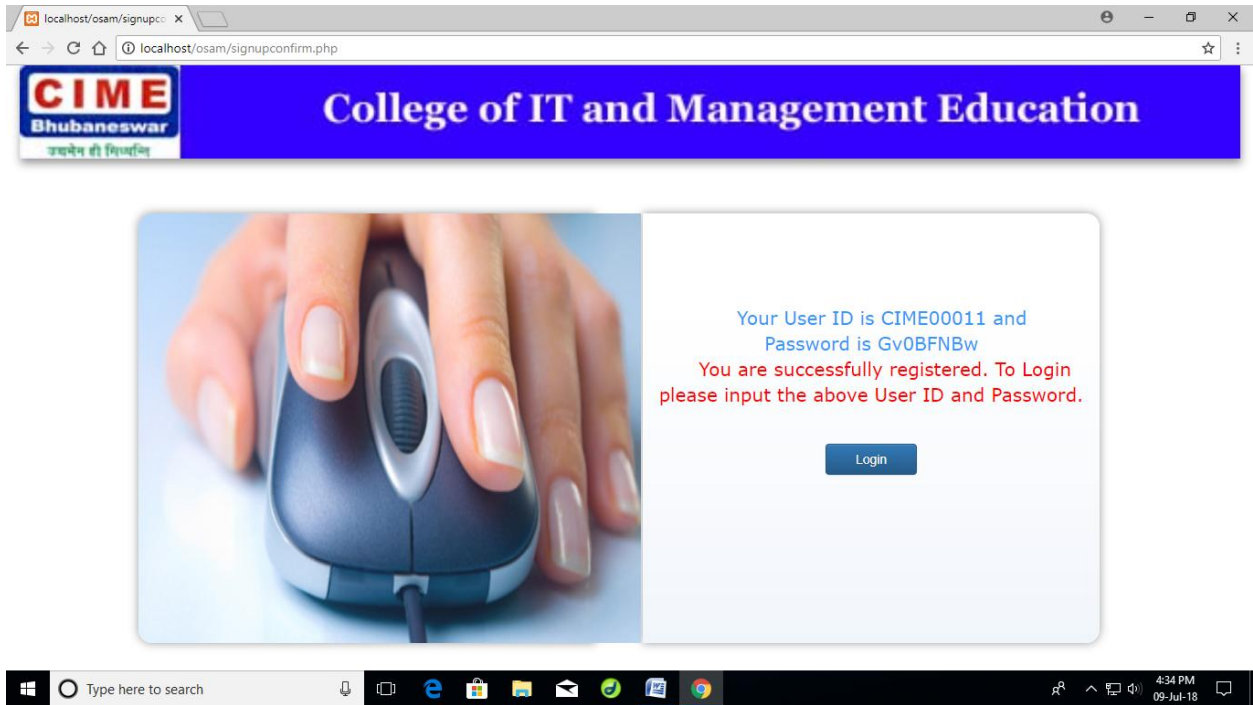 localhost/osam/signupco
localhost/osam/signupconfirm.php
CIME
Bhubaneswar
College of IT and Management Education
Your User ID is CIME00011 and
Password is Gv0BFNBw
You are successfully registered. To Login
please input the above User ID and Password.
Login
Type here to search
4:34 PM
09-Jul-18